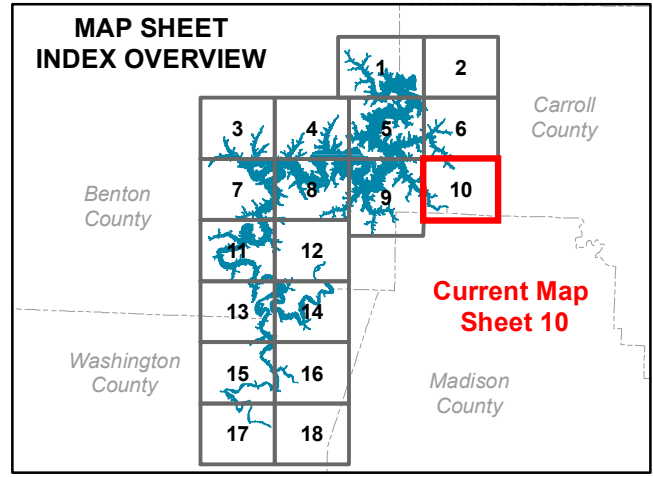 MAP SHEET
INDEX OVERVIEW
1
2
Carroll
County
3
4
5
6
Benton
County
7
8
9
10
11
12
Current Map
Sheet 10
13
14
Washington
County
15
16
Madison
County
17
18